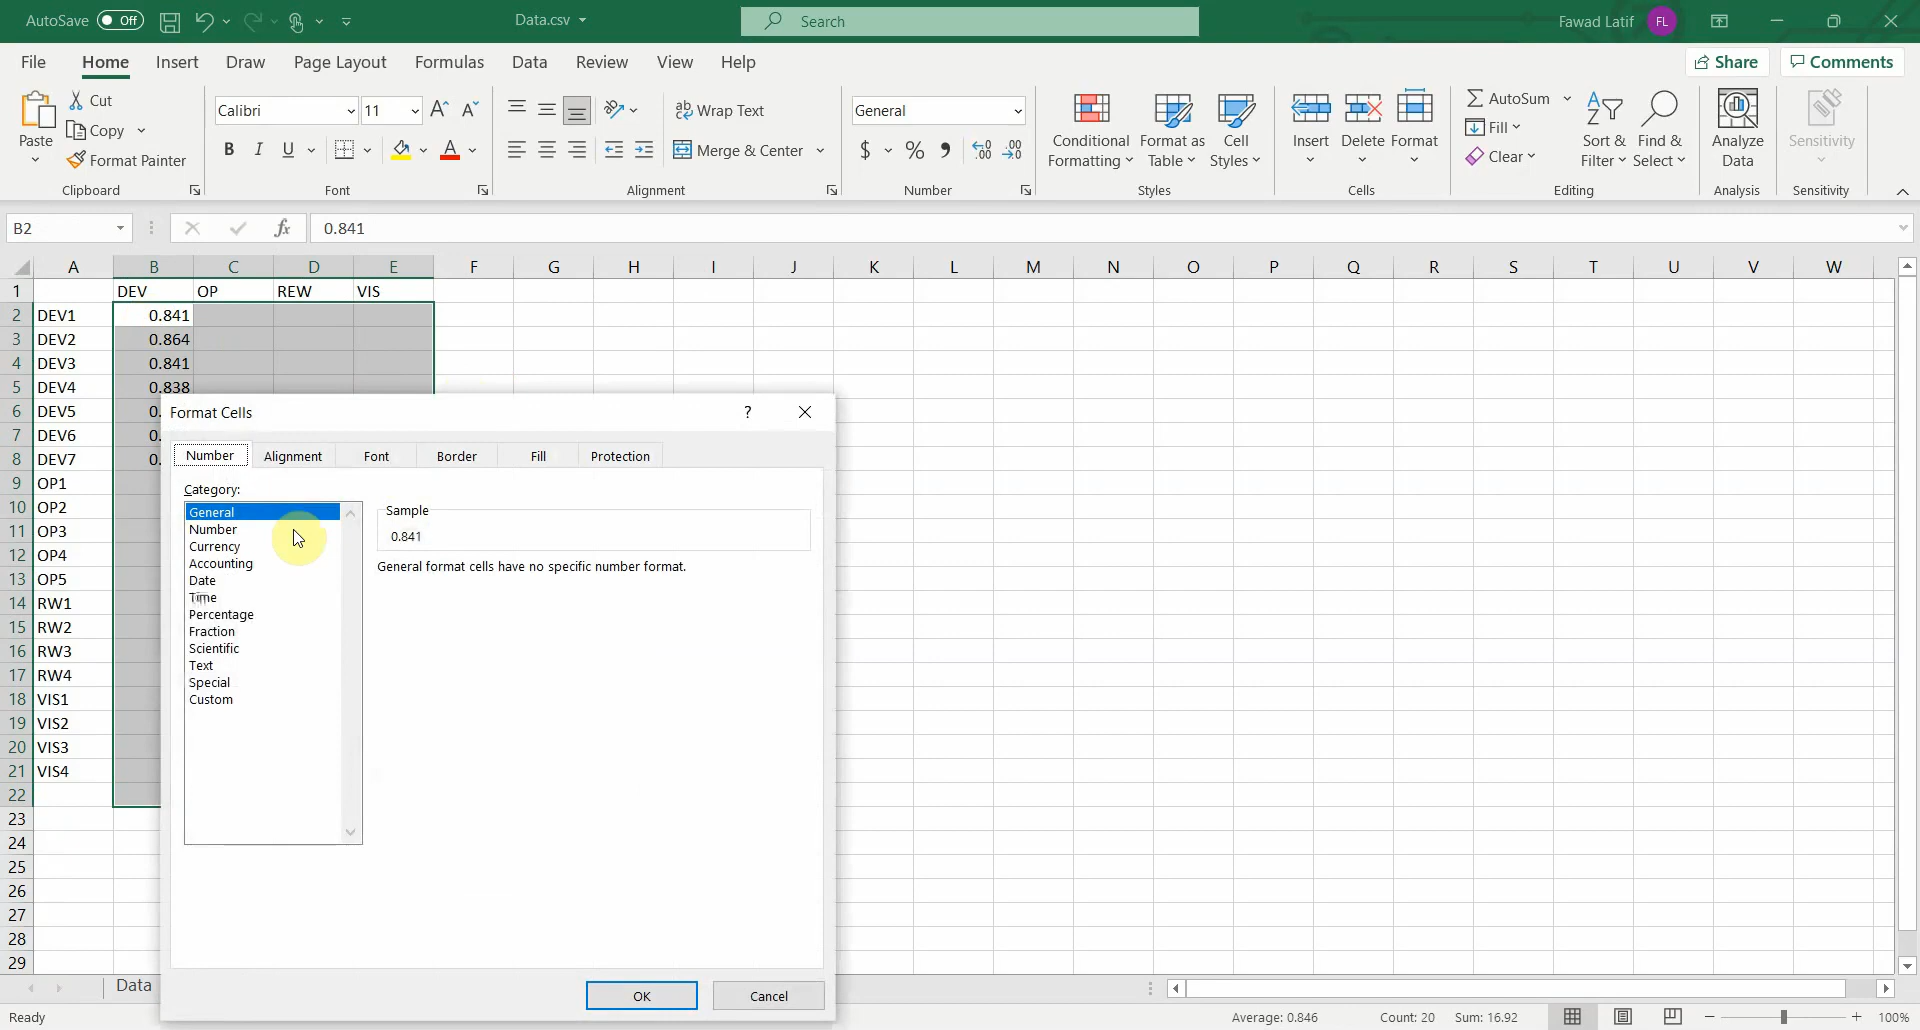 AutoSave Off Data.csv Search Fawad Latif FL
File Home Insert Draw Page Layout Formulas Data Review View Help Share Comments
Paste Cut Copy Format Painter Clipboard
Calibri 11 B I U A Font
Wrap Text Merge & Center Alignment
General $ % Number
Conditional Formatting Format as Table Cell Styles Styles
Insert Delete Format Cells
AutoSum Fill Clear Sort & Filter Find & Select Editing
Analyze Data Analysis
Sensitivity Sensitivity
B2 fx 0.841
A B C D E F G H I J K L M N O P Q R S T U V W
1 DEV OP REW VIS
2 DEV1 0.841
3 DEV2 0.864
4 DEV3 0.841
5 DEV4 0.838
6 DEV5 0.
7 DEV6 0.
8 DEV7 0.
9 OP1
10 OP2
11 OP3
12 OP4
13 OP5
14 RW1
15 RW2
16 RW3
17 RW4
18 VIS1
19 VIS2
20 VIS3
21 VIS4
22
23
24
25
26
27
28
29
Format Cells ?
Number Alignment Font Border Fill Protection
Category:
General
Number
Currency
Accounting
Date
Time
Percentage
Fraction
Scientific
Text
Special
Custom
Sample
0.841
General format cells have no specific number format.
OK Cancel
Data
Ready Average: 0.846 Count: 20 Sum: 16.92 100%